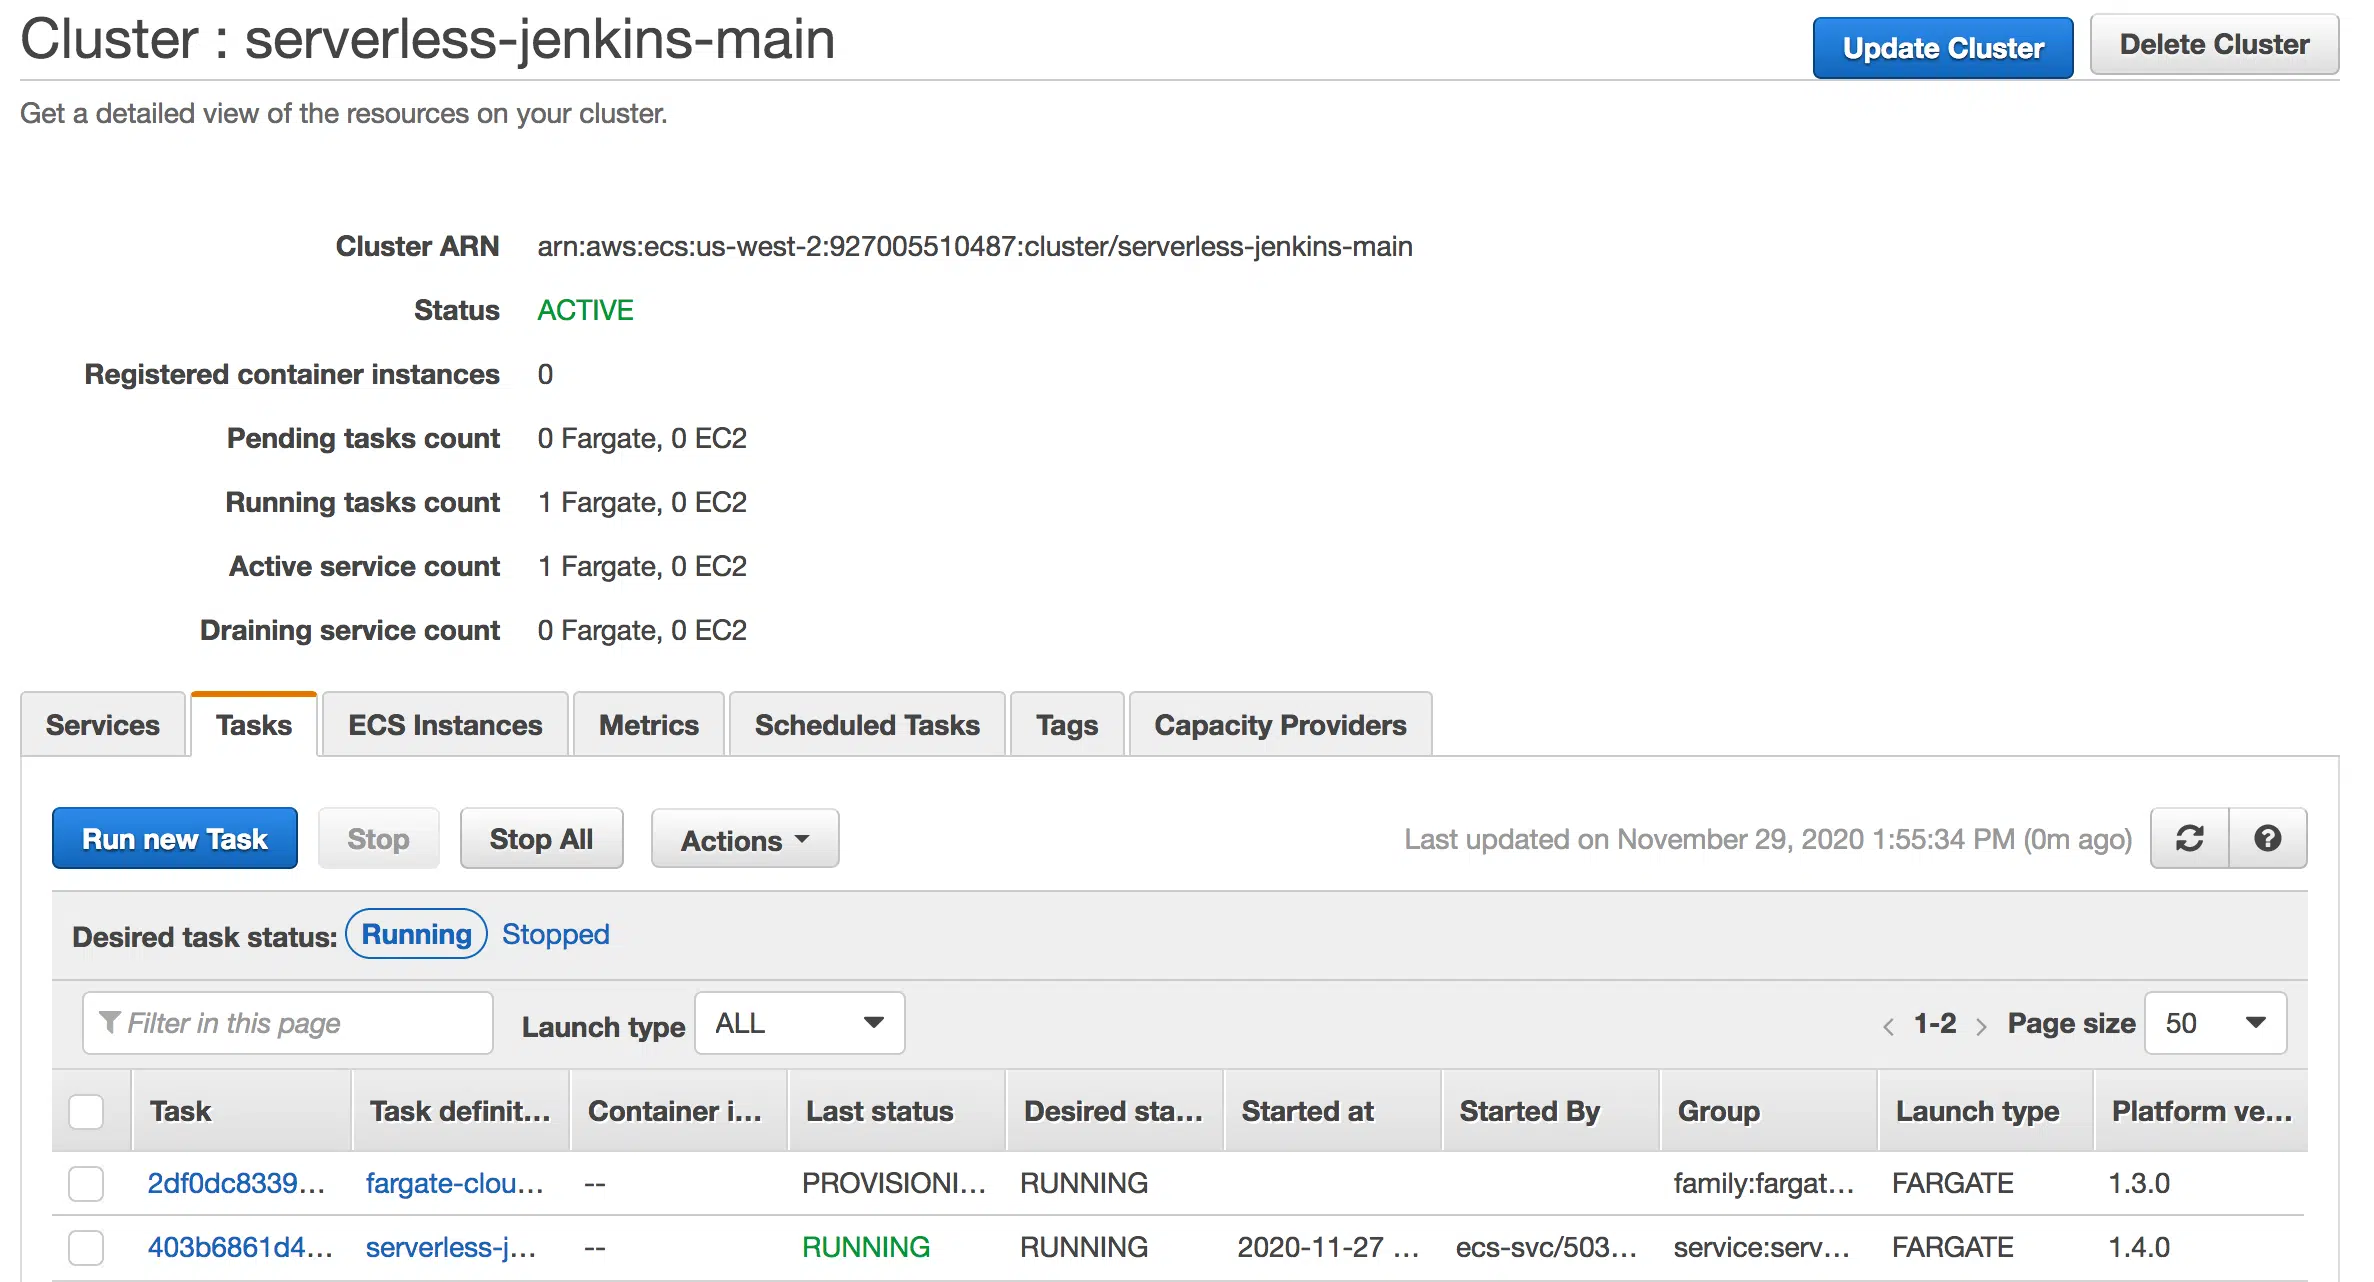 Cluster : serverless-jenkins-main
Update Cluster
Delete Cluster
Get a detailed view of the resources on your cluster.
Cluster ARN arn:aws:ecs:us-west-2:927005510487:cluster/serverless-jenkins-main
Status ACTIVE
Registered container instances 0
Pending tasks count 0 Fargate, 0 EC2
Running tasks count 1 Fargate, 0 EC2
Active service count 1 Fargate, 0 EC2
Draining service count 0 Fargate, 0 EC2
Services Tasks ECS Instances Metrics Scheduled Tasks Tags Capacity Providers
Run new Task Stop Stop All Actions Last updated on November 29, 2020 1:55:34 PM (0m ago)
Desired task status: Running Stopped
Filter in this page Launch type ALL < 1-2 > Page size 50
Task Task definit... Container i... Last status Desired sta... Started at Started By Group Launch type Platform ve...
2df0dc8339... fargate-clou... -- PROVISIONI... RUNNING family:fargat... FARGATE 1.3.0
403b6861d4... serverless-j... -- RUNNING RUNNING 2020-11-27 ... ecs-svc/503... service:serv... FARGATE 1.4.0